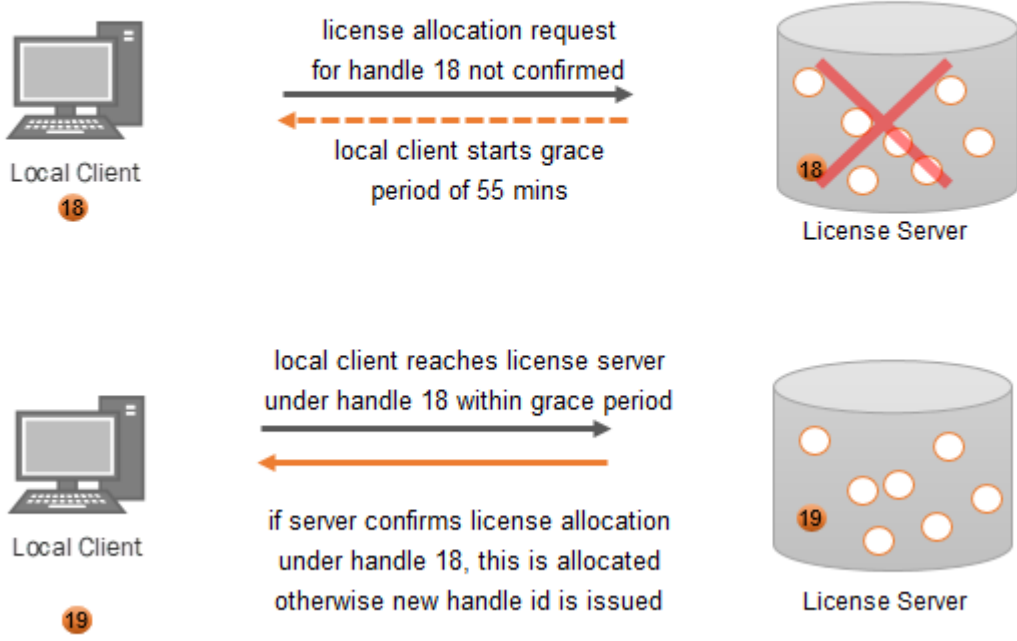 license allocation request
for handle 18 not confirmed
local client starts grace
period of 55 mins
Local Client
18
18
License Server
local client reaches license server
under handle 18 within grace period
if server confirms license allocation
under handle 18, this is allocated
otherwise new handle id is issued
Local Client
19
19
License Server